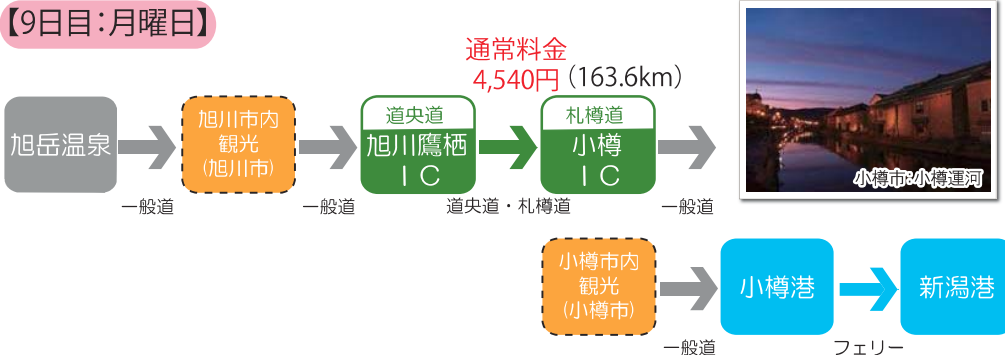 【9日目：月曜日】
通常料金
4,540円（163.6km）
旭岳温泉
旭川市内
観光
(旭川市)
道央道
旭川鷹栖
IC
札樽道
小樽
IC
小樽市：小樽運河
一般道
一般道
道央道・札樽道
一般道
小樽市内
観光
(小樽市)
小樽港
新潟港
一般道
フェリー